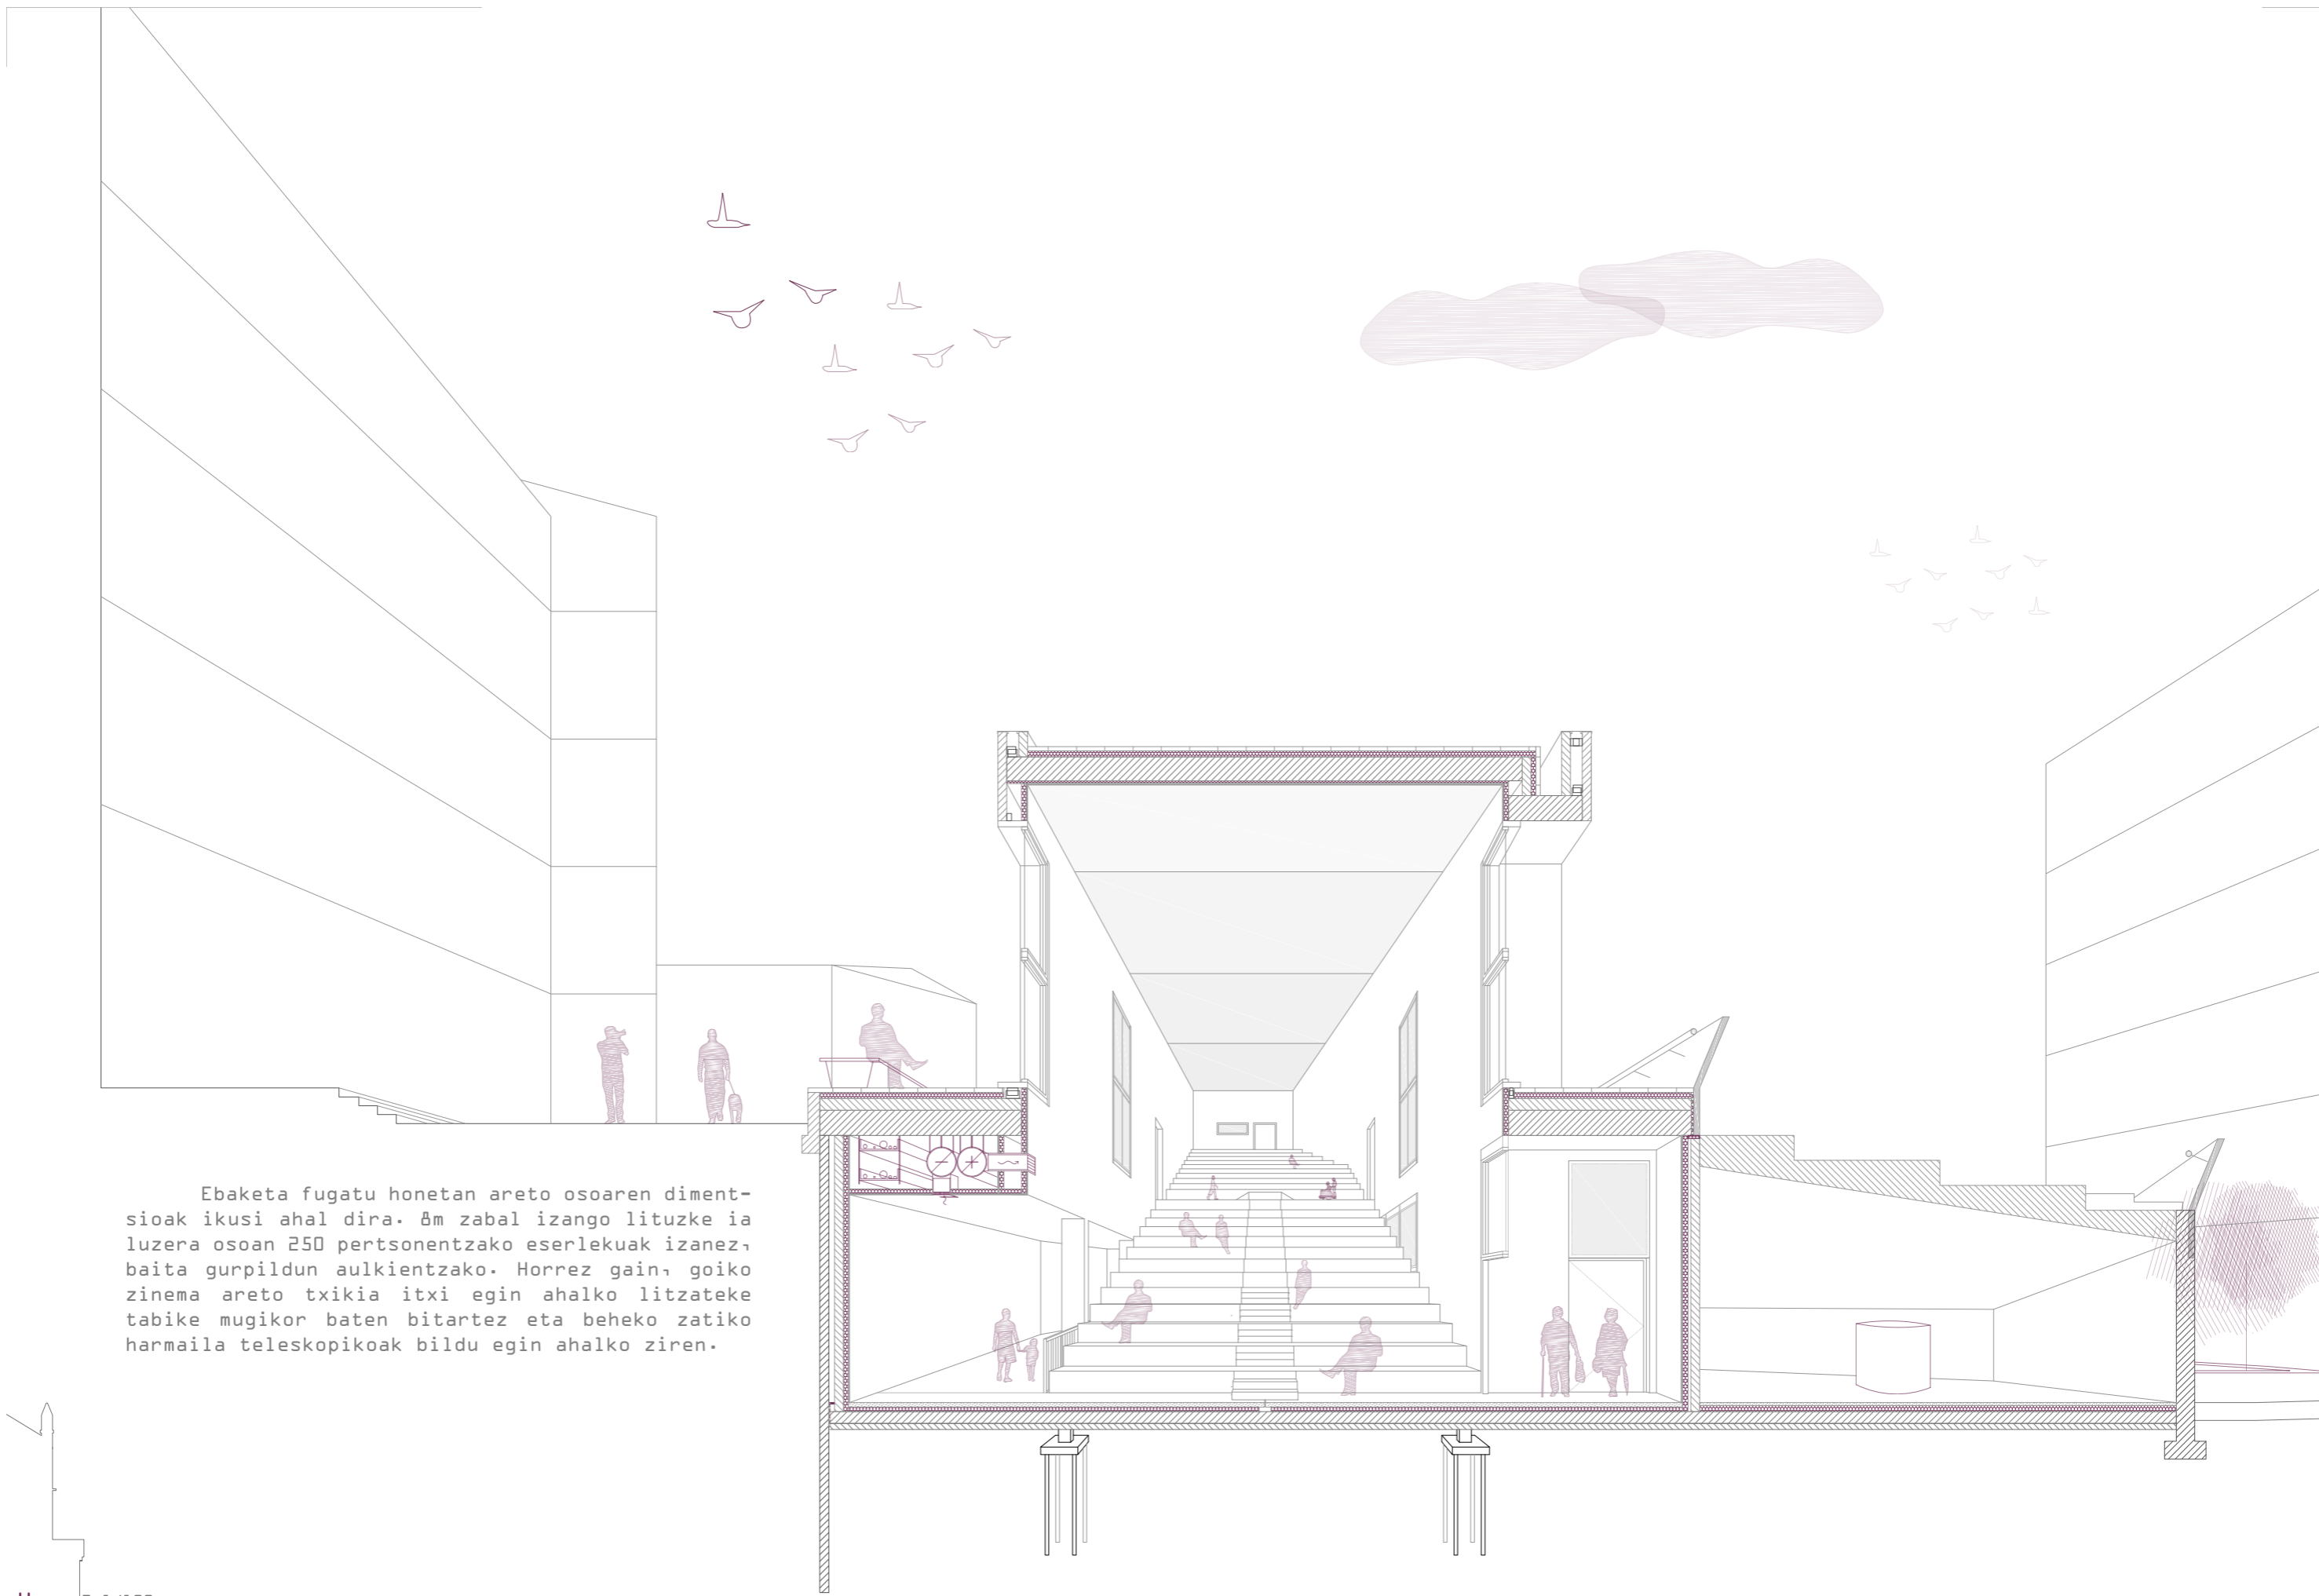 Ebaketa fugatu honetan areto osoaren diment-
sioak ikusi ahal dira. 8m zabal izango lituzke ia
luzera osoan 250 pertsonentzako eserlekuak izanez,
baita gurpildun aulkientzako. Horrez gain, goiko
zinema areto txikia itxi egin ahalko litzateke
tabike mugikor baten bitartez eta beheko zatiko
harmaila teleskopikoak bildu egin ahalko ziren.